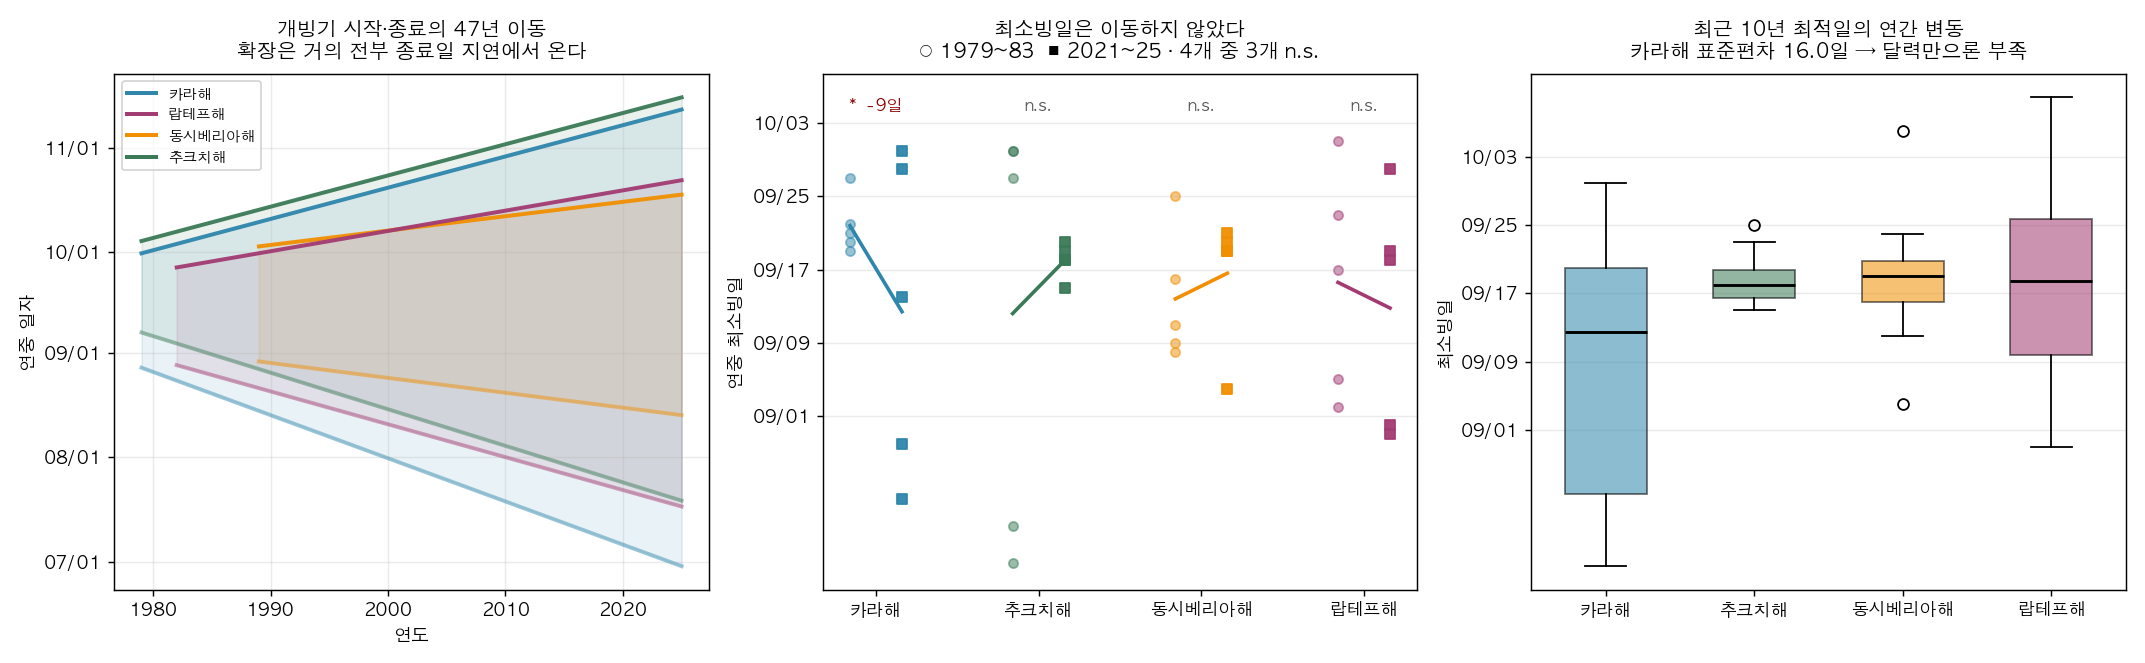 개빙기 시작·종료의 47년 이동
확장은 거의 전부 종료일 지연에서 온다
카라해
랍테프해
동시베리아해
추크치해
11/01
10/01
09/01
08/01
07/01
연중 일자
1980
1990
2000
2010
2020
연도
최소빙일은 이동하지 않았다
○ 1979~83 ■ 2021~25 · 4개 중 3개 n.s.
* -9일
n.s.
n.s.
n.s.
10/03
09/25
09/17
09/09
09/01
연중 최소빙일
카라해
추크치해
동시베리아해
랍테프해
최근 10년 최적일의 연간 변동
카라해 표준편차 16.0일 → 달력만으론 부족
10/03
09/25
09/17
09/09
09/01
최소빙일
카라해
추크치해
동시베리아해
랍테프해